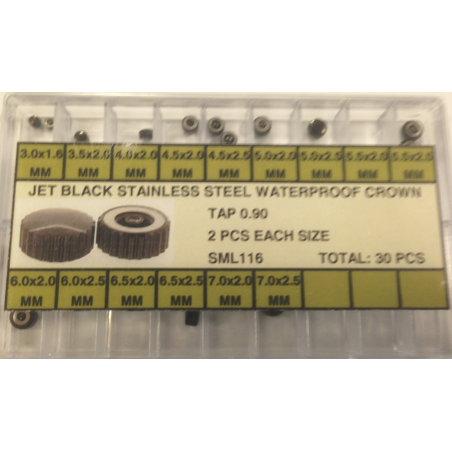 3.0x1.6 3.5x2.0 4.0x2.0 4.5x2.0 4.5x2.5 5.0x2.0 5.0x2.5 5.5x2.0 5.5x2.5
MM MM MM MM MM MM MM MM MM
JET BLACK STAINLESS STEEL WATERPROOF CROWN
TAP 0.90
2 PCS EACH SIZE
SML116 TOTAL: 30 PCS
6.0x2.0 6.0x2.5 6.5x2.0 6.5x2.5 7.0x2.0 7.0x2.5
MM MM MM MM MM MM